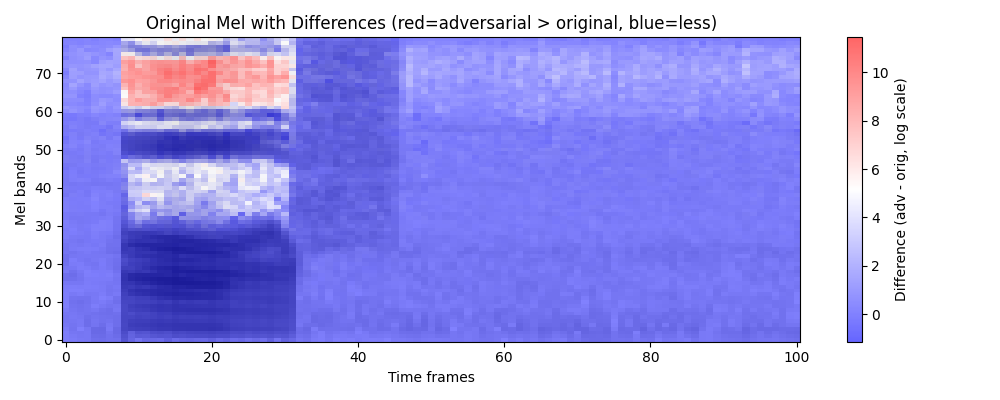 Original Mel with Differences (red=adversarial > original, blue=less)
Mel bands
70
60
50
40
30
20
10
0
0 20 40 60 80 100
Time frames
10
8
6
4
2
0
Difference (adv - orig, log scale)